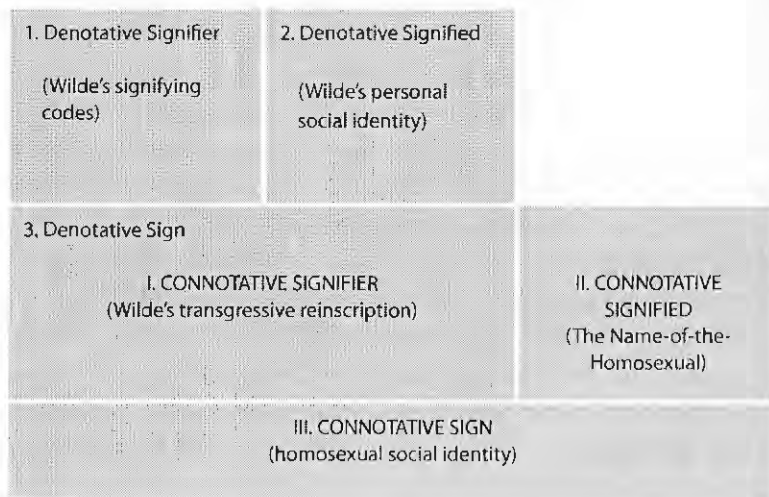 1. Denotative Signifier
(Wilde's signifying
codes)
2. Denotative Signified
(Wilde's personal
social identity)
3. Denotative Sign
I. CONNOTATIVE SIGNIFIER
(Wilde's transgressive reinscription)
II. CONNOTATIVE
SIGNIFIED
(The Name-of-the-
Homosexual)
III. CONNOTATIVE SIGN
(homosexual social identity)